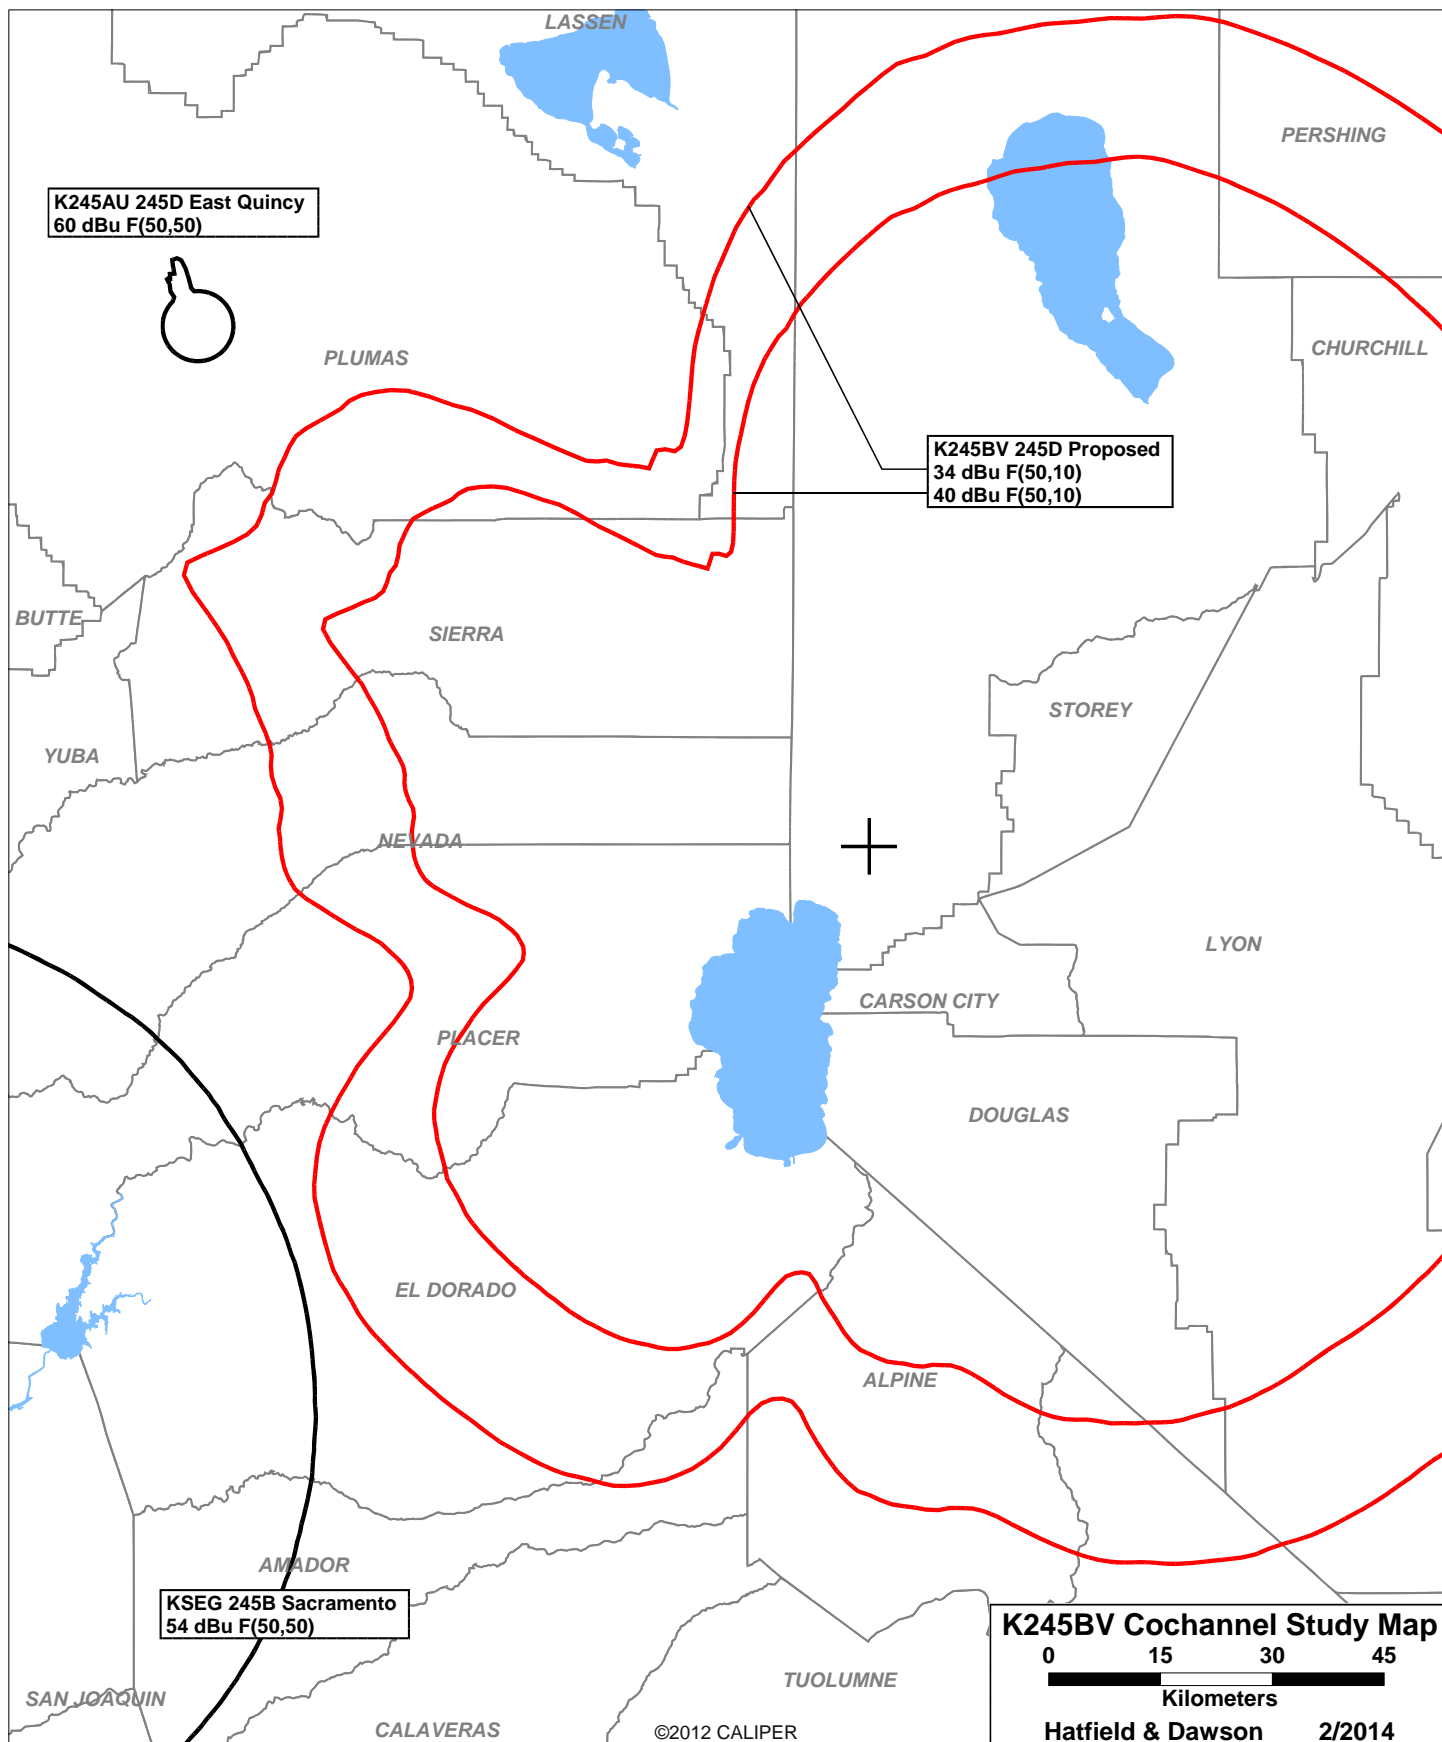 LASSEN
PERSHING
K245AU 245D East Quincy
60 dBu F(50,50)
CHURCHILL
PLUMAS
K245BV 245D Proposed
34 dBu F(50,10)
40 dBu F(50,10)
BUTTE
SIERRA
STOREY
YUBA
NEVADA
LYON
CARSON CITY
PLACER
DOUGLAS
EL DORADO
ALPINE
AMADOR
KSEG 245B Sacramento
54 dBu F(50,50)
SAN JOAQUIN
CALAVERAS
TUOLUMNE
©2012 CALIPER
K245BV Cochannel Study Map
0 15 30 45
Kilometers
Hatfield & Dawson 2/2014